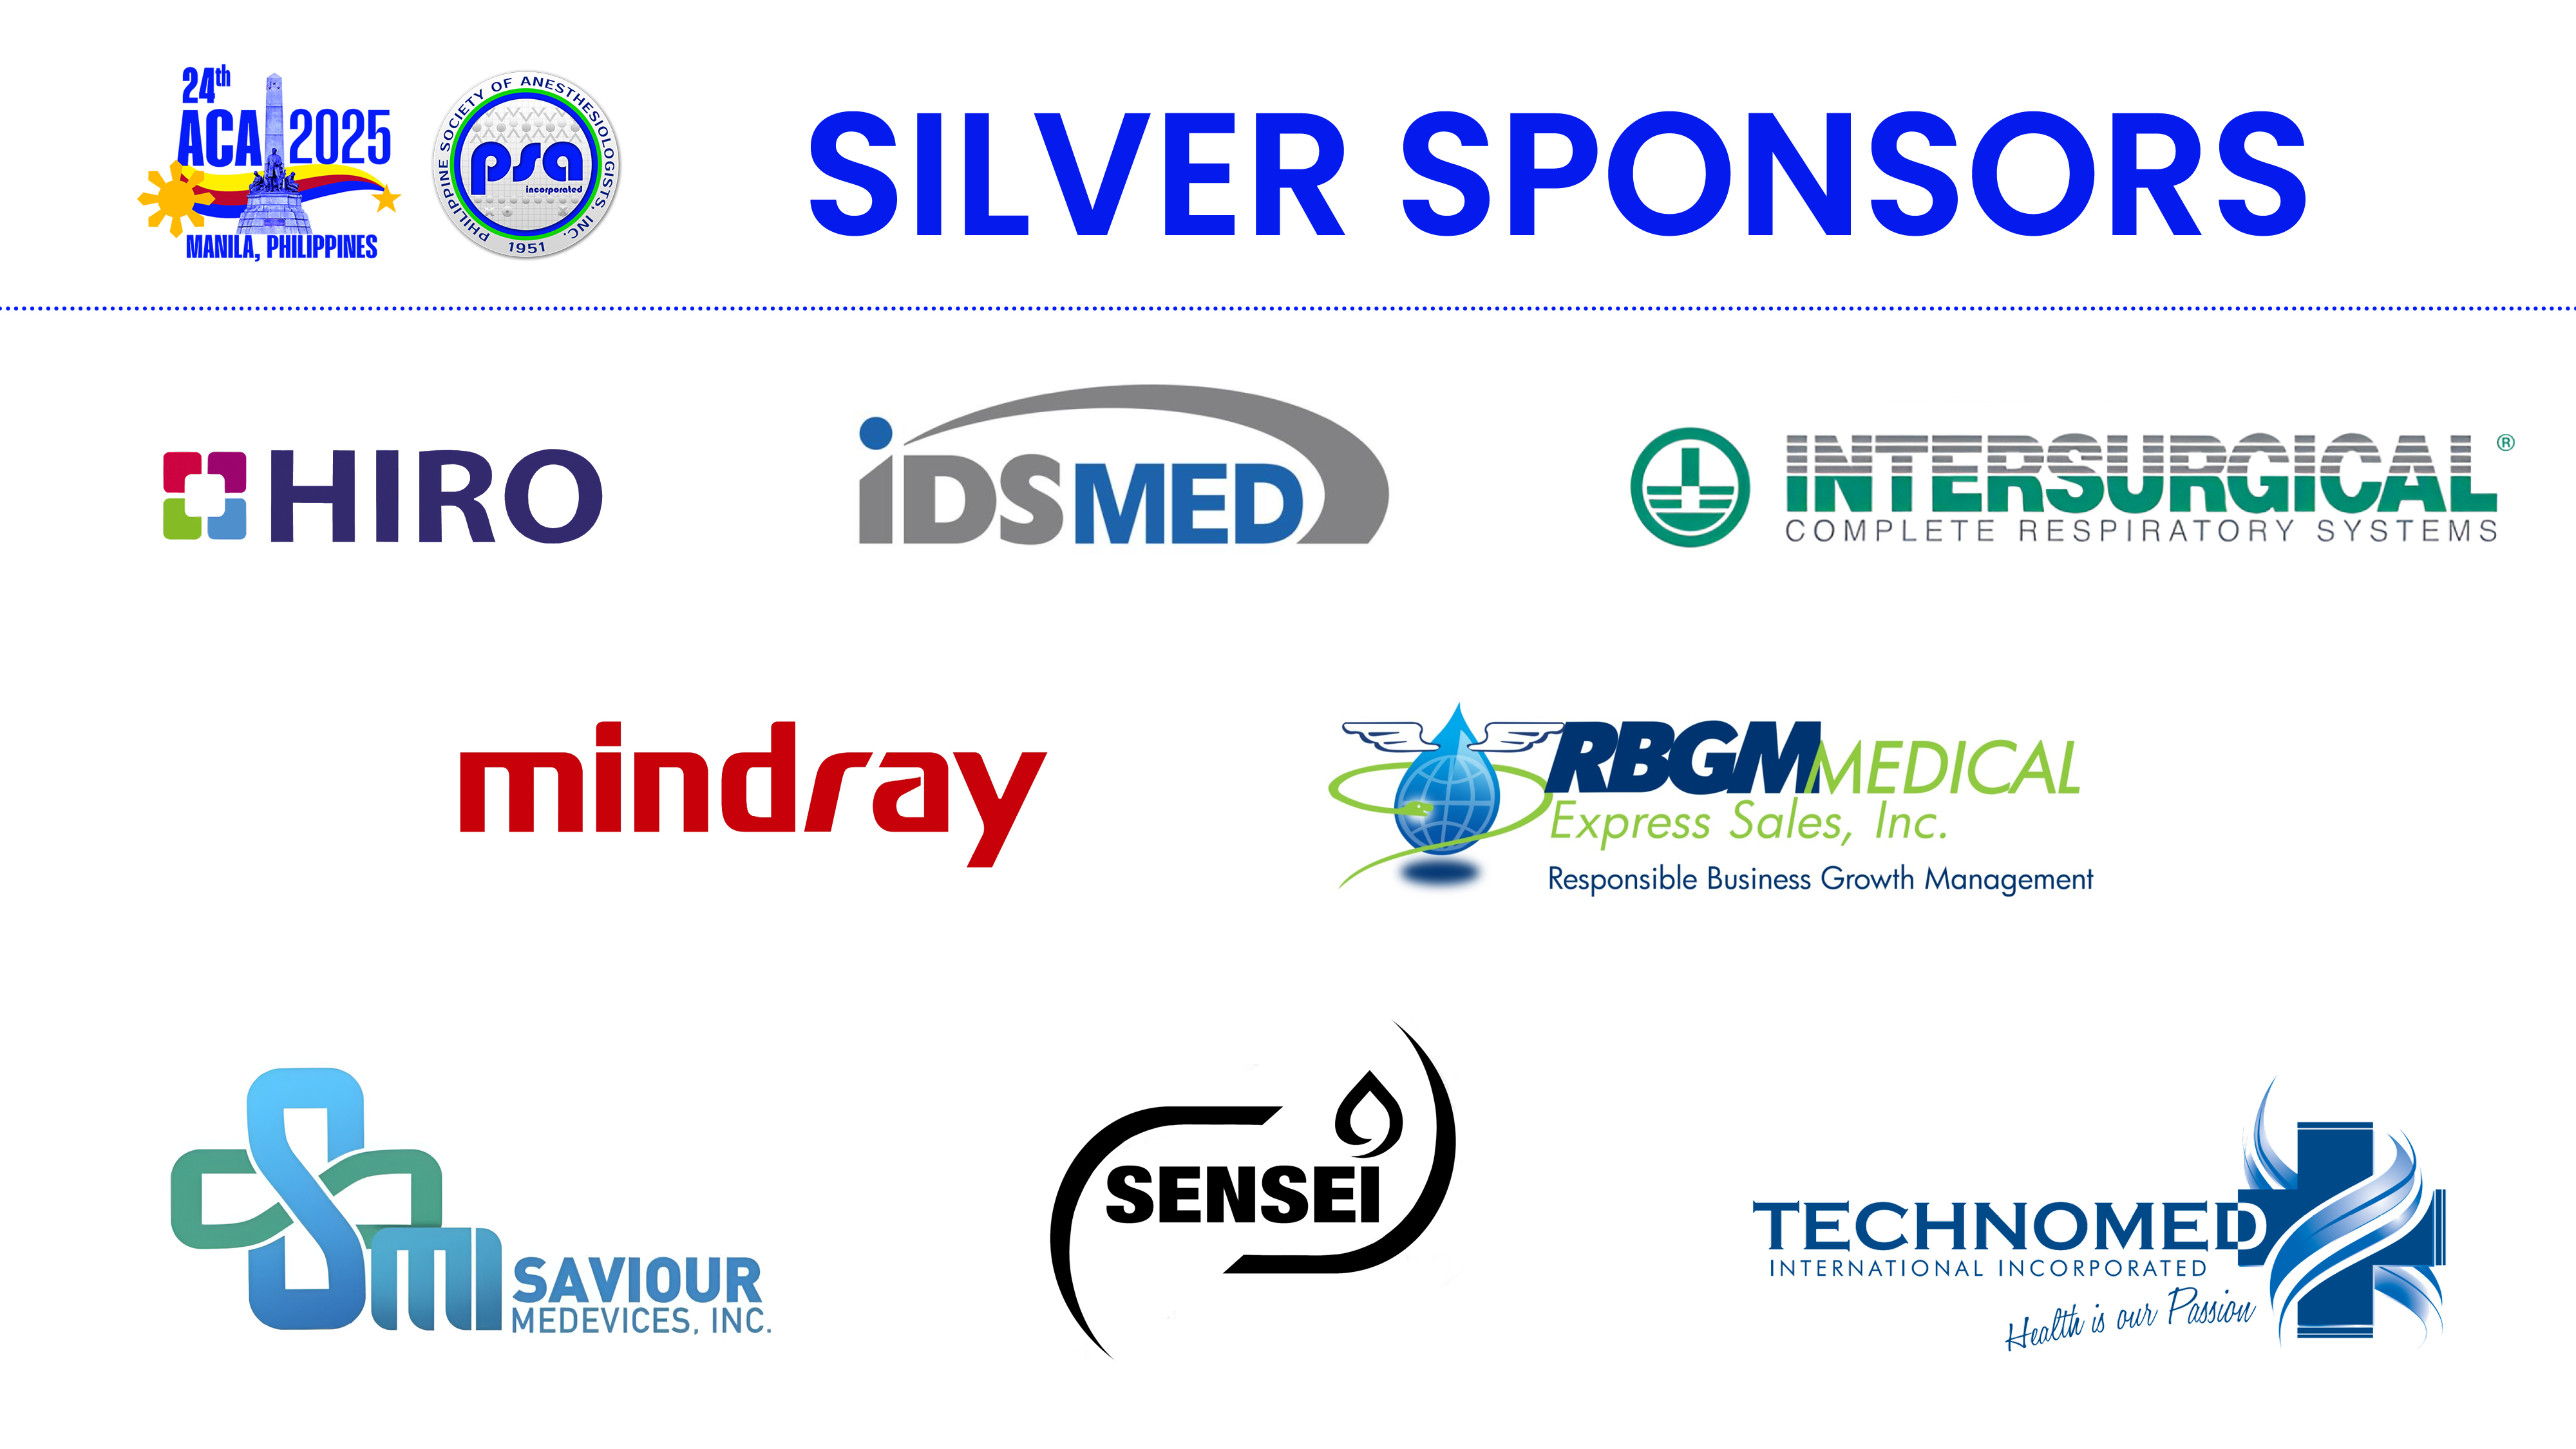 24th
ACA 2025
MANILA, PHILIPPINES
PHILIPPINE SOCIETY OF ANESTHESIOLOGISTS, INC.
psa
incorporated
1951
SILVER SPONSORS
HIRO
iDSMED
INTERSURGICAL ®
COMPLETE RESPIRATORY SYSTEMS
mindray
RBGM MEDICAL
Express Sales, Inc.
Responsible Business Growth Management
SMI
SAVIOUR
MEDEVICES, INC.
SENSEI
TECHNOMED
INTERNATIONAL INCORPORATED
Health is our Passion